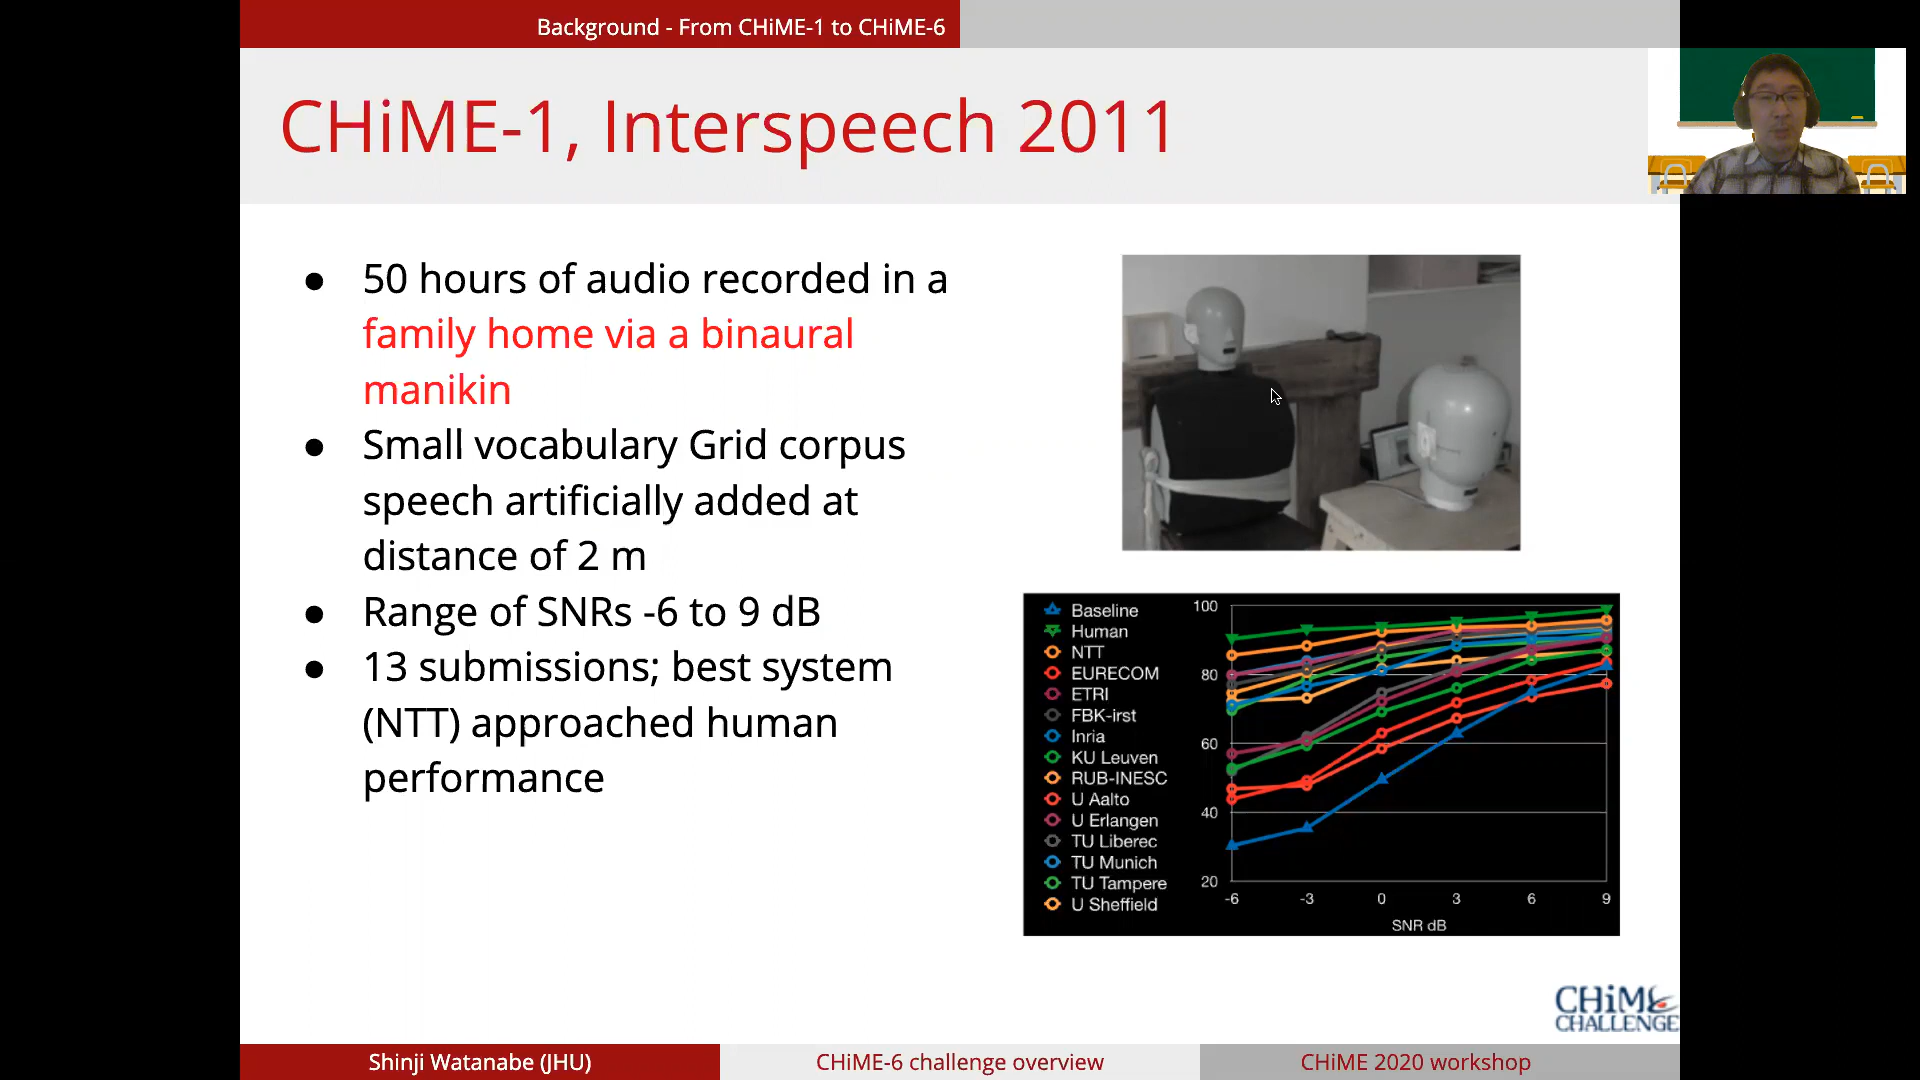 Background - From CHiME-1 to CHiME-6
CHiME-1, Interspeech 2011
● 50 hours of audio recorded in a
family home via a binaural
manikin
● Small vocabulary Grid corpus
speech artificially added at
distance of 2 m
● Range of SNRs -6 to 9 dB
● 13 submissions; best system
(NTT) approached human
performance
Baseline
Human
NTT
EURECOM
ETRI
FBK-irst
Inria
KU Leuven
RUB-INESC
U Aalto
U Erlangen
TU Liberec
TU Munich
TU Tampere
U Sheffield
100
80
60
40
20
-6 -3 0 3 6 9
SNR dB
CHiME
CHALLENGE
Shinji Watanabe (JHU) CHiME-6 challenge overview CHiME 2020 workshop